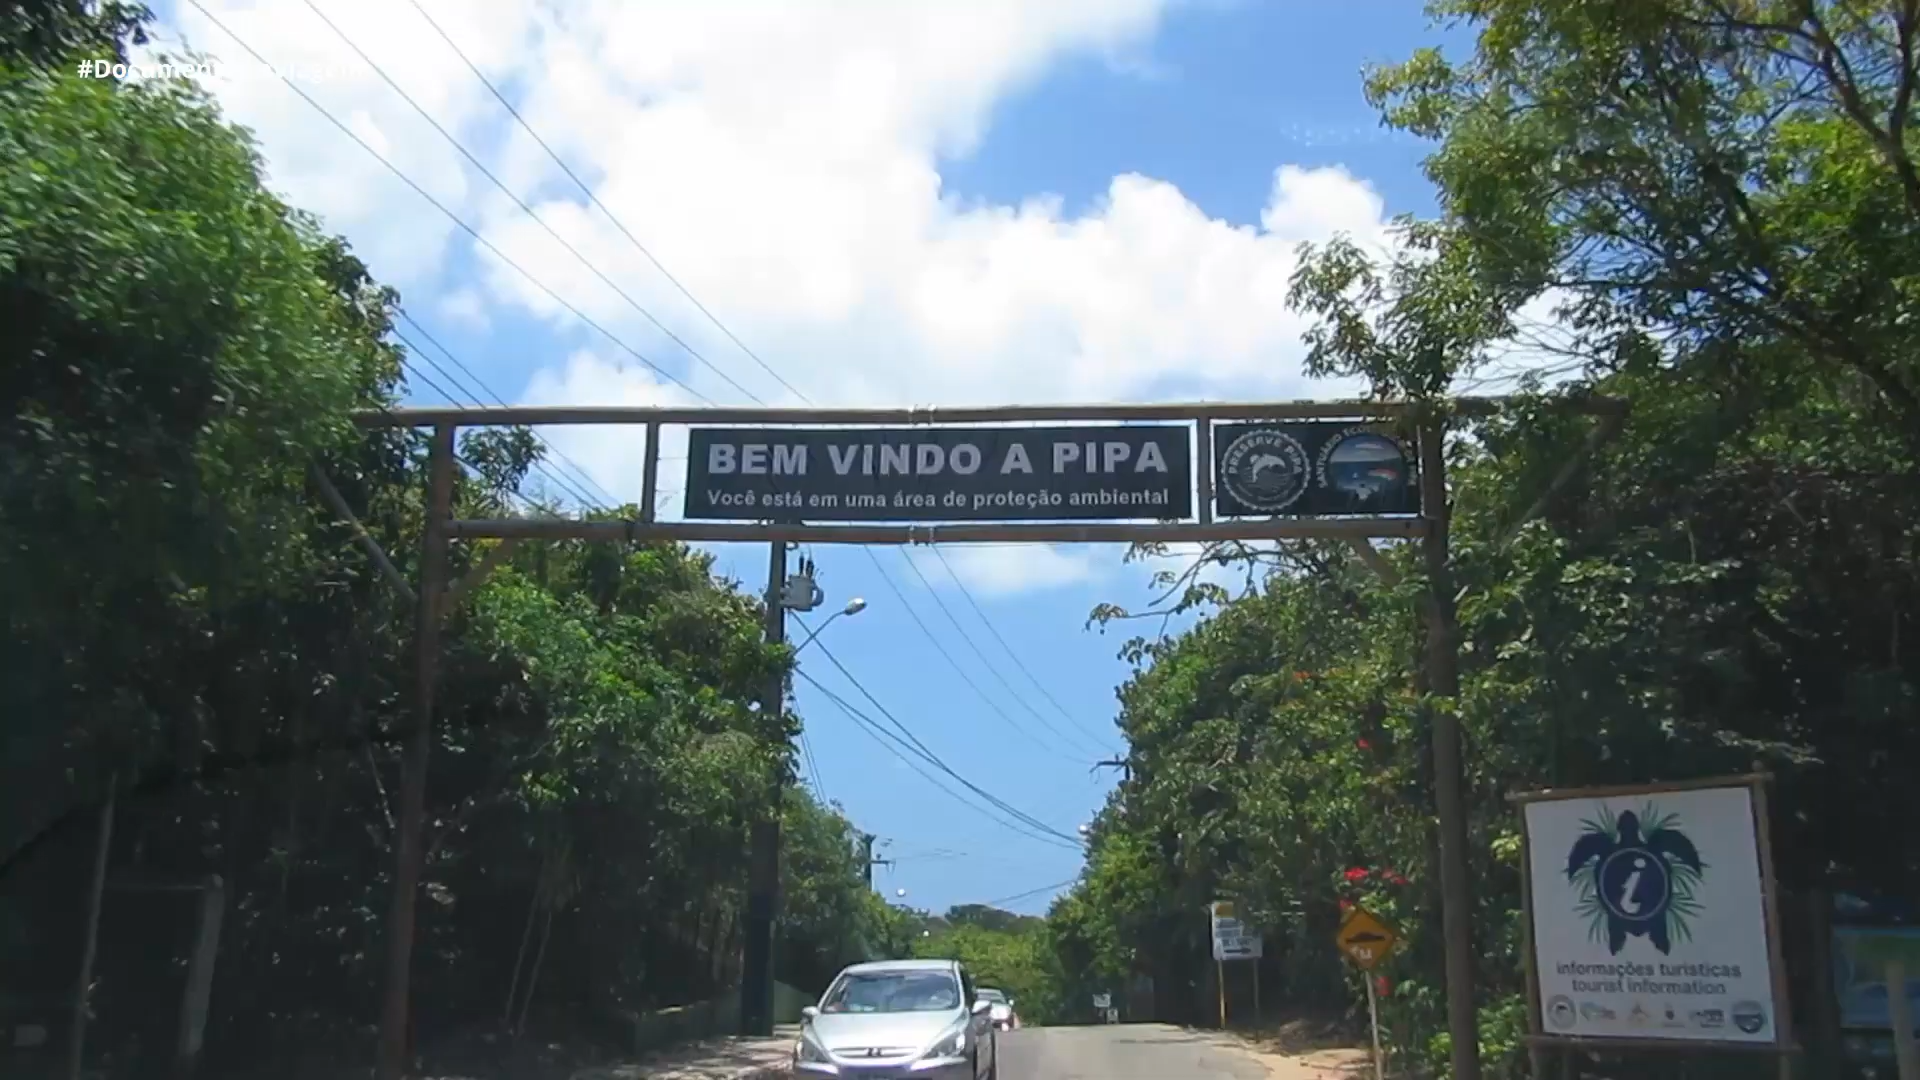 BEM VINDO A PIPA
Você está em uma área de proteção ambiental
PRESERVE PIPA
informações turísticas
tourist information